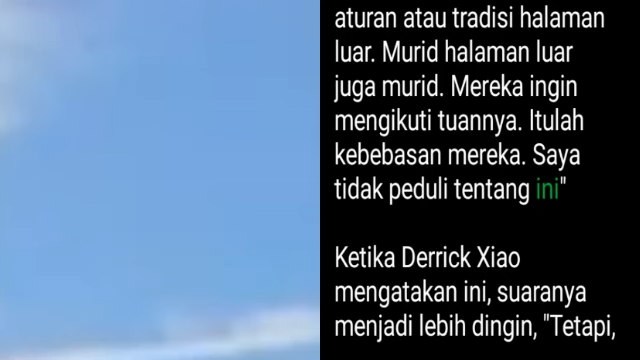 aturan atau tradisi halaman
luar. Murid halaman luar
juga murid. Mereka ingin
mengikuti tuannya. Itulah
kebebasan mereka. Saya
tidak peduli tentang ini"
Ketika Derrick Xiao
mengatakan ini, suaranya
menjadi lebih dingin, "Tetapi,